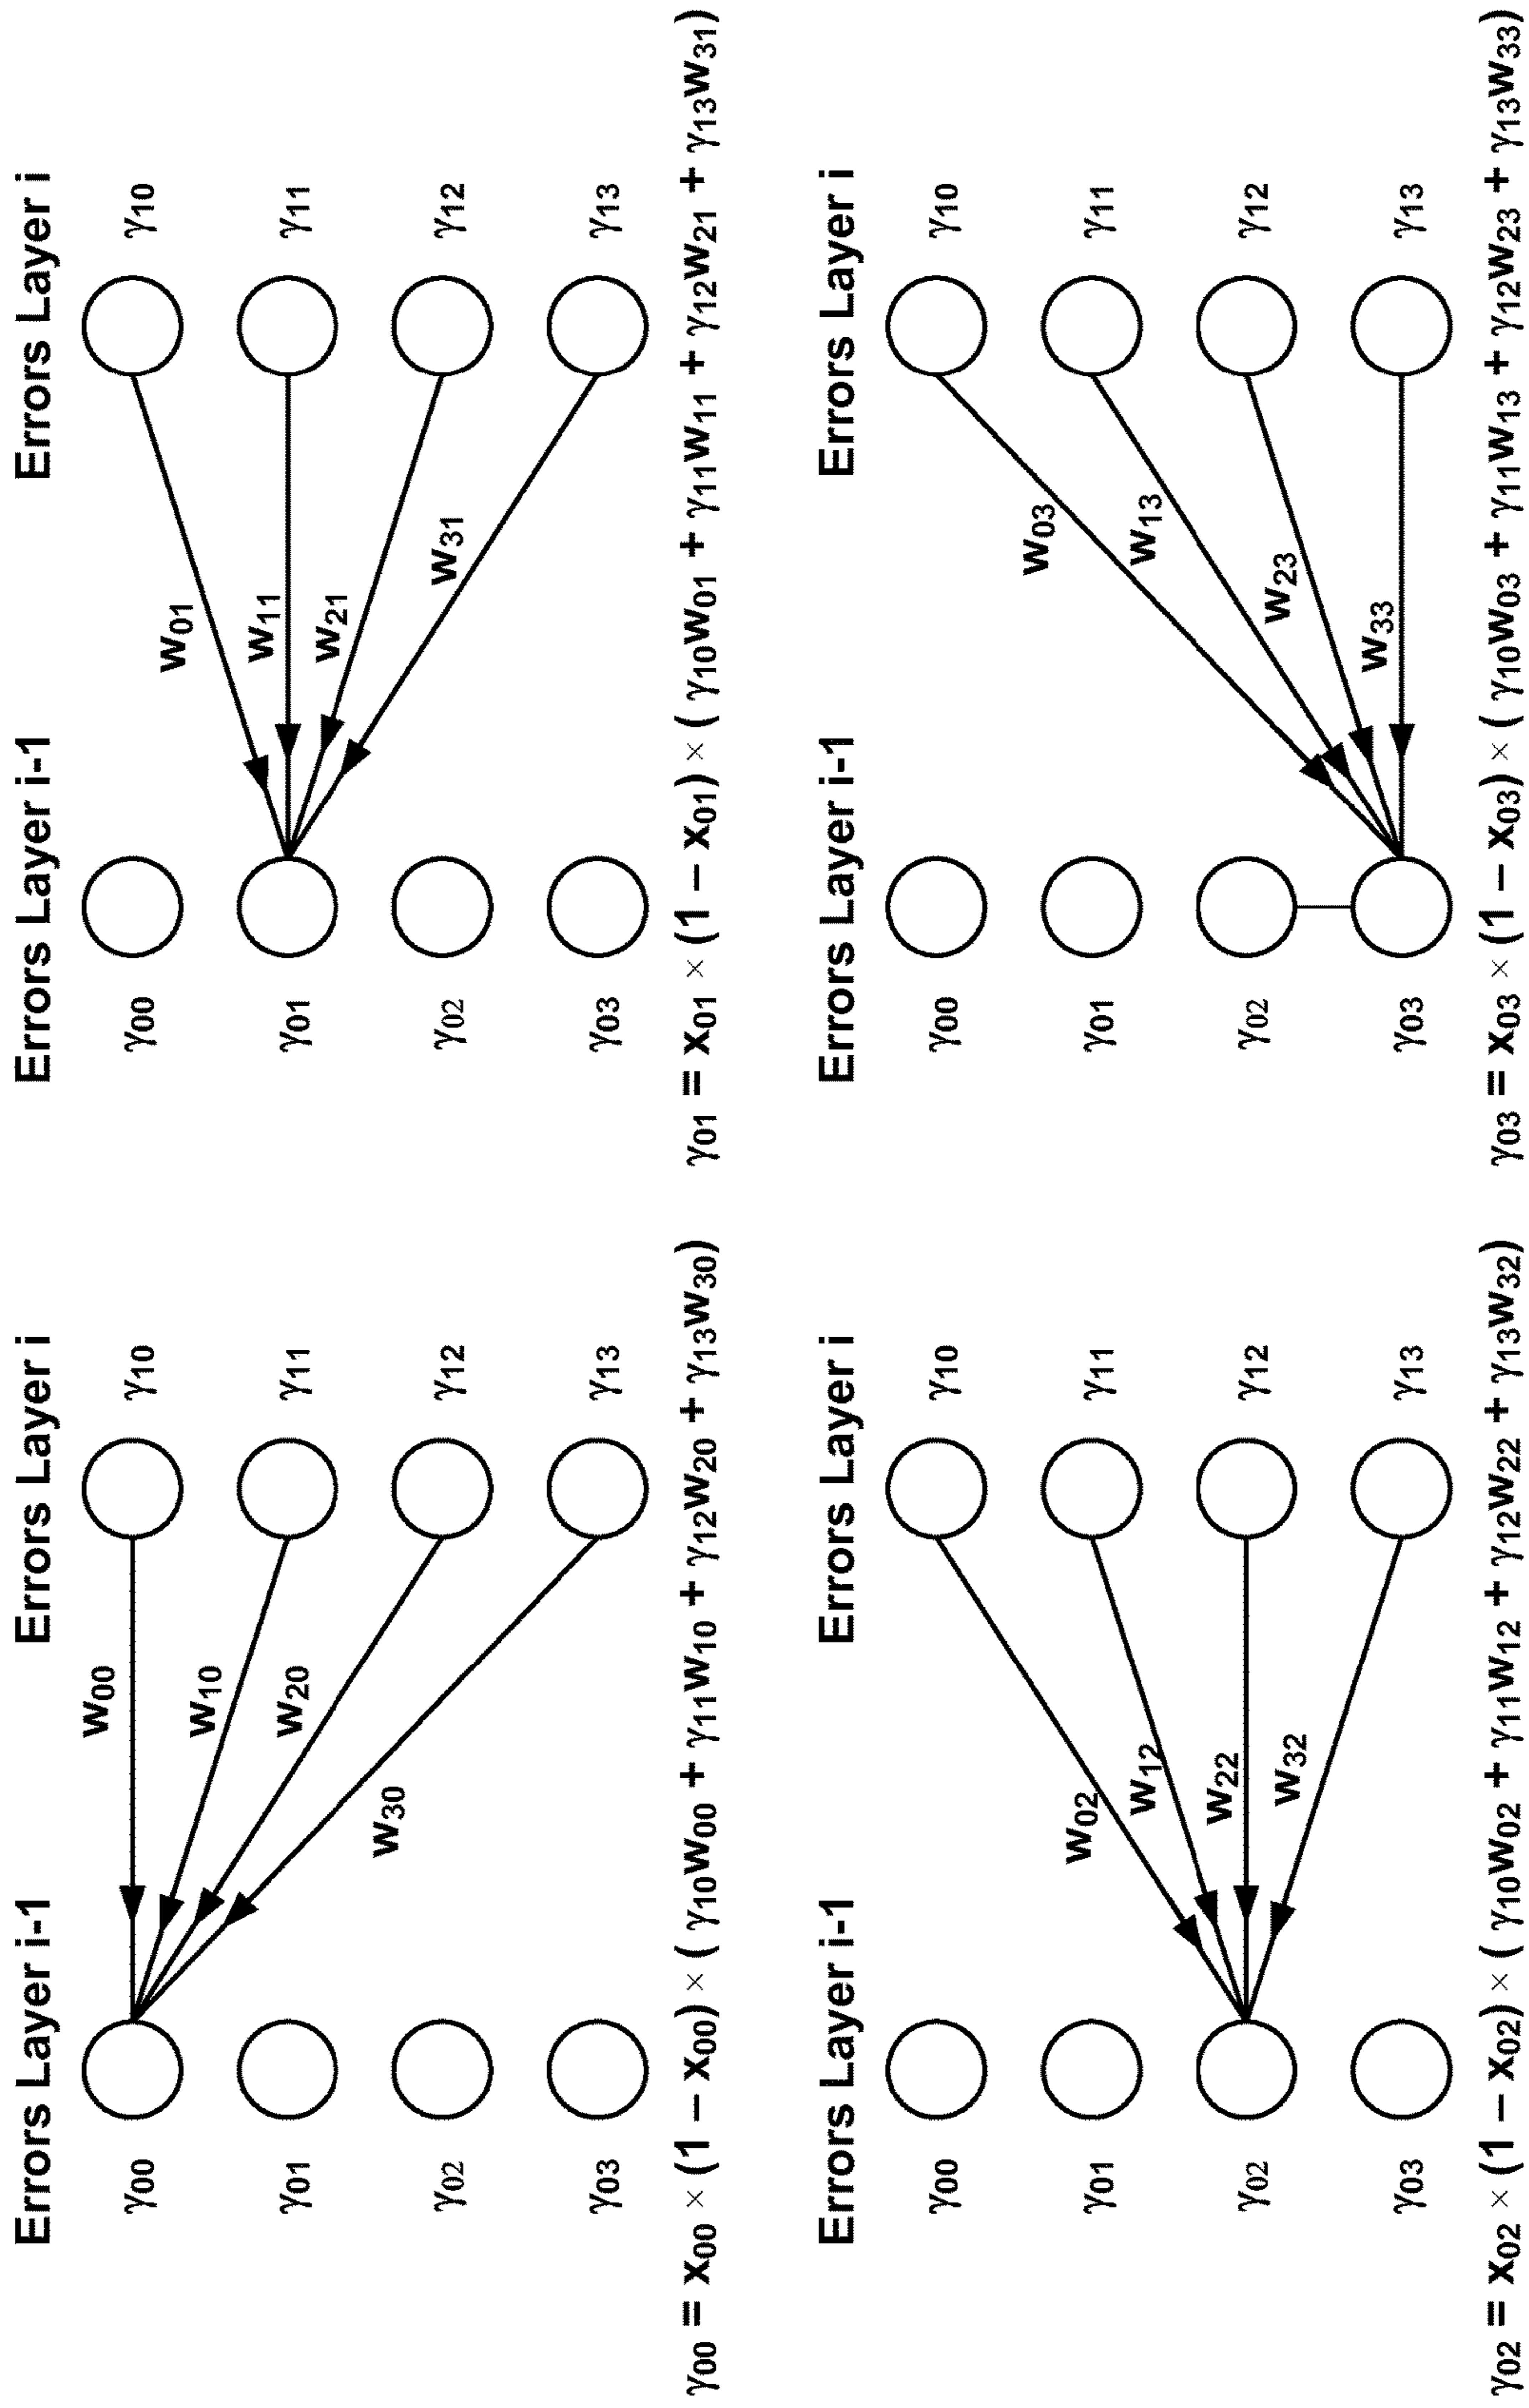 Errors Layer i-1 Errors Layer i
γ00 w00 γ10
γ01 w10 γ11
γ02 w20 γ12
γ03 w30 γ13
γ00 = x00 × (1 − x00) × ( γ10w00 + γ11w10 + γ12w20 + γ13w30)
Errors Layer i-1 Errors Layer i
γ00 w01 γ10
γ01 w11 γ11
γ02 w21 γ12
γ03 w31 γ13
γ01 = x01 × (1 − x01) × ( γ10w01 + γ11w11 + γ12w21 + γ13w31)
Errors Layer i-1 Errors Layer i
γ00 w02 γ10
γ01 w12 γ11
γ02 w22 γ12
γ03 w32 γ13
γ02 = x02 × (1 − x02) × ( γ10w02 + γ11w12 + γ12w22 + γ13w32)
Errors Layer i-1 Errors Layer i
γ00 w03 γ10
γ01 w13 γ11
γ02 w23 γ12
γ03 w33 γ13
γ03 = x03 × (1 − x03) × ( γ10w03 + γ11w13 + γ12w23 + γ13w33)